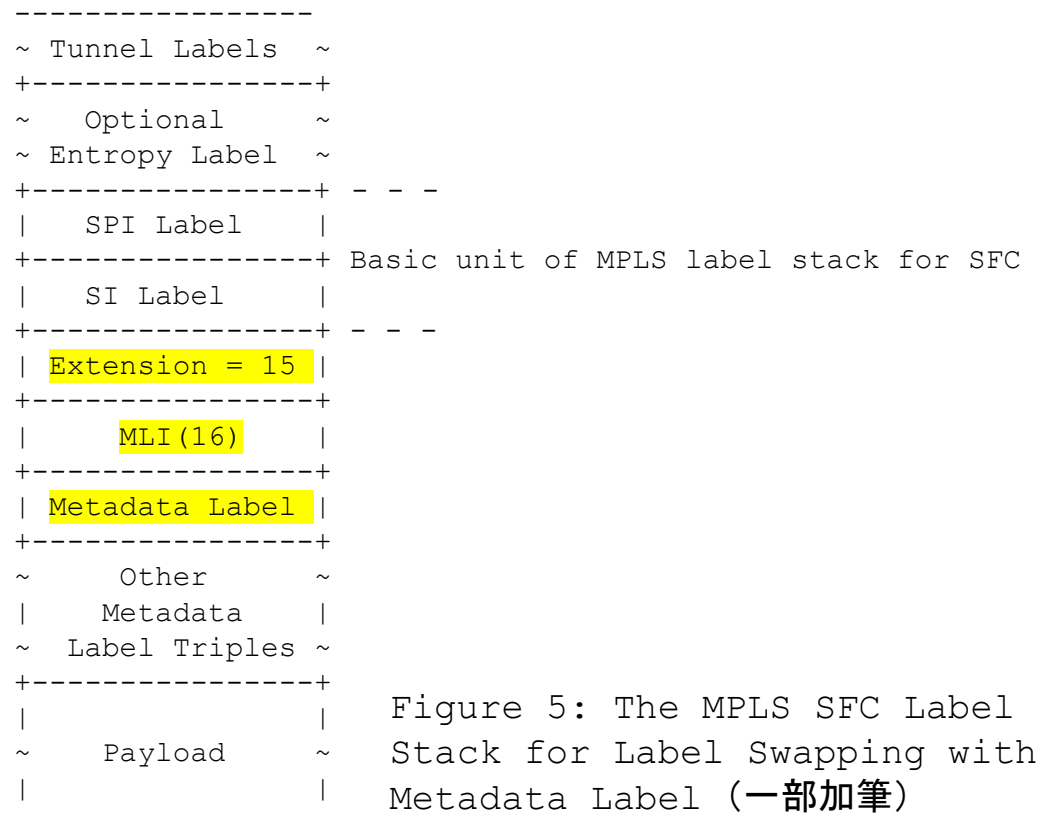 -----------------
~ Tunnel Labels  ~
+----------------+
~   Optional     ~
~ Entropy Label  ~
+----------------+ - - -
|   SPI Label    |
+----------------+ Basic unit of MPLS label stack for SFC
|   SI Label     |
+----------------+ - - -
| Extension = 15 |
+----------------+
|     MLI(16)    |
+----------------+
| Metadata Label |
+----------------+
~     Other      ~
|    Metadata    |
~  Label Triples ~
+----------------+
|                |
~    Payload     ~
|                |
Figure 5: The MPLS SFC Label
Stack for Label Swapping with
Metadata Label（一部加筆）